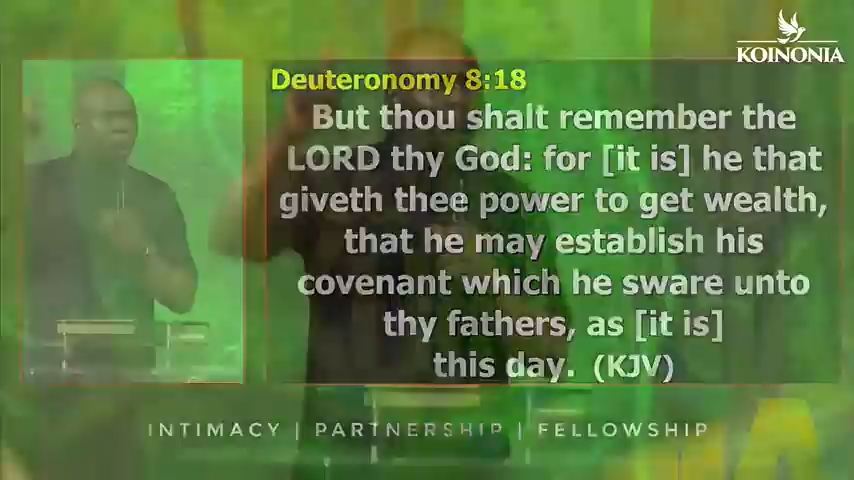 KOINONIA
Deuteronomy 8:18
But thou shalt remember the
LORD thy God: for [it is] he that
giveth thee power to get wealth,
that he may establish his
covenant which he sware unto
thy fathers, as [it is]
this day. (KJV)
INTIMACY | PARTNERSHIP | FELLOWSHIP